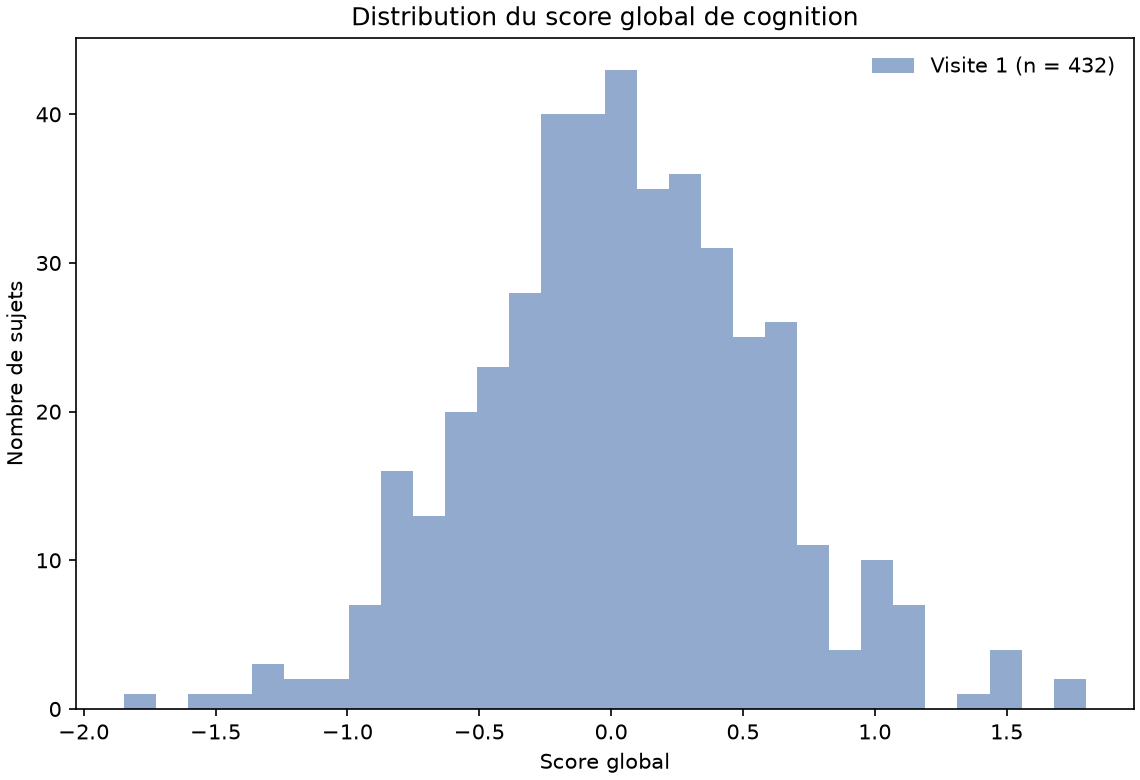 Distribution du score global de cognition
Visite 1 (n = 432)
Nombre de sujets
40
30
20
10
0
−2.0 −1.5 −1.0 −0.5 0.0 0.5 1.0 1.5
Score global